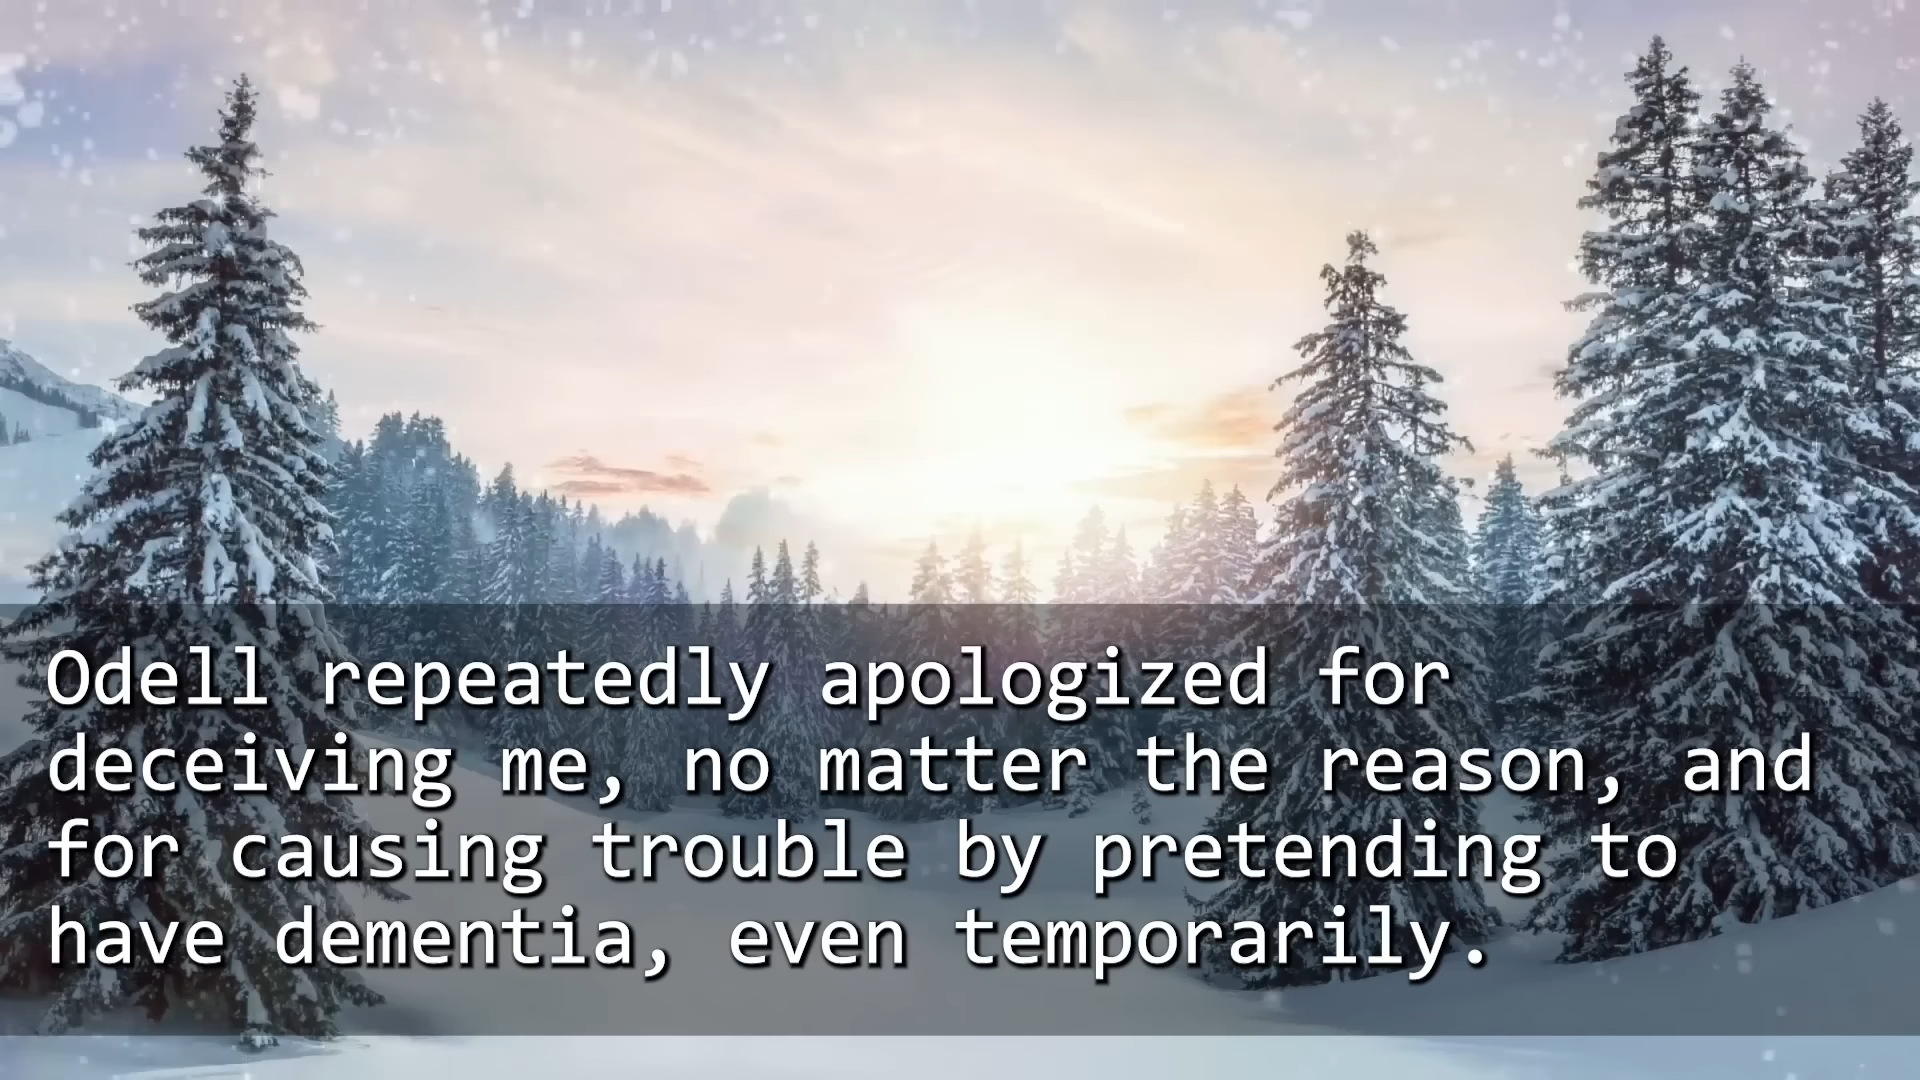 Odell repeatedly apologized for
deceiving me, no matter the reason, and
for causing trouble by pretending to
have dementia, even temporarily.